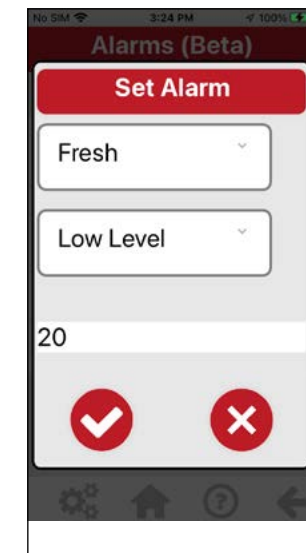 No SIM 3:24 PM 100%
Alarms (Beta)
Set Alarm
Fresh
Low Level
20